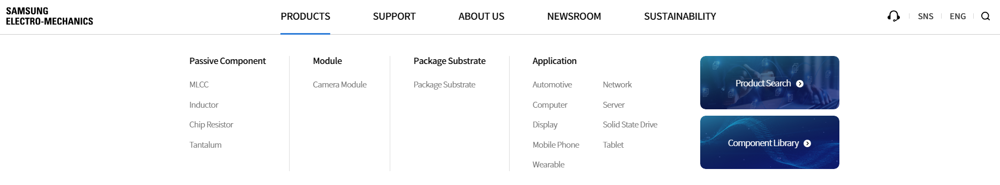 SAMSUNG
ELECTRO-MECHANICS
PRODUCTS
SUPPORT
ABOUT US
NEWSROOM
SUSTAINABILITY
SNS
ENG
Passive Component
MLCC
Inductor
Chip Resistor
Tantalum
Module
Camera Module
Package Substrate
Package Substrate
Application
Automotive
Computer
Display
Mobile Phone
Wearable
Network
Server
Solid State Drive
Tablet
Product Search
Component Library